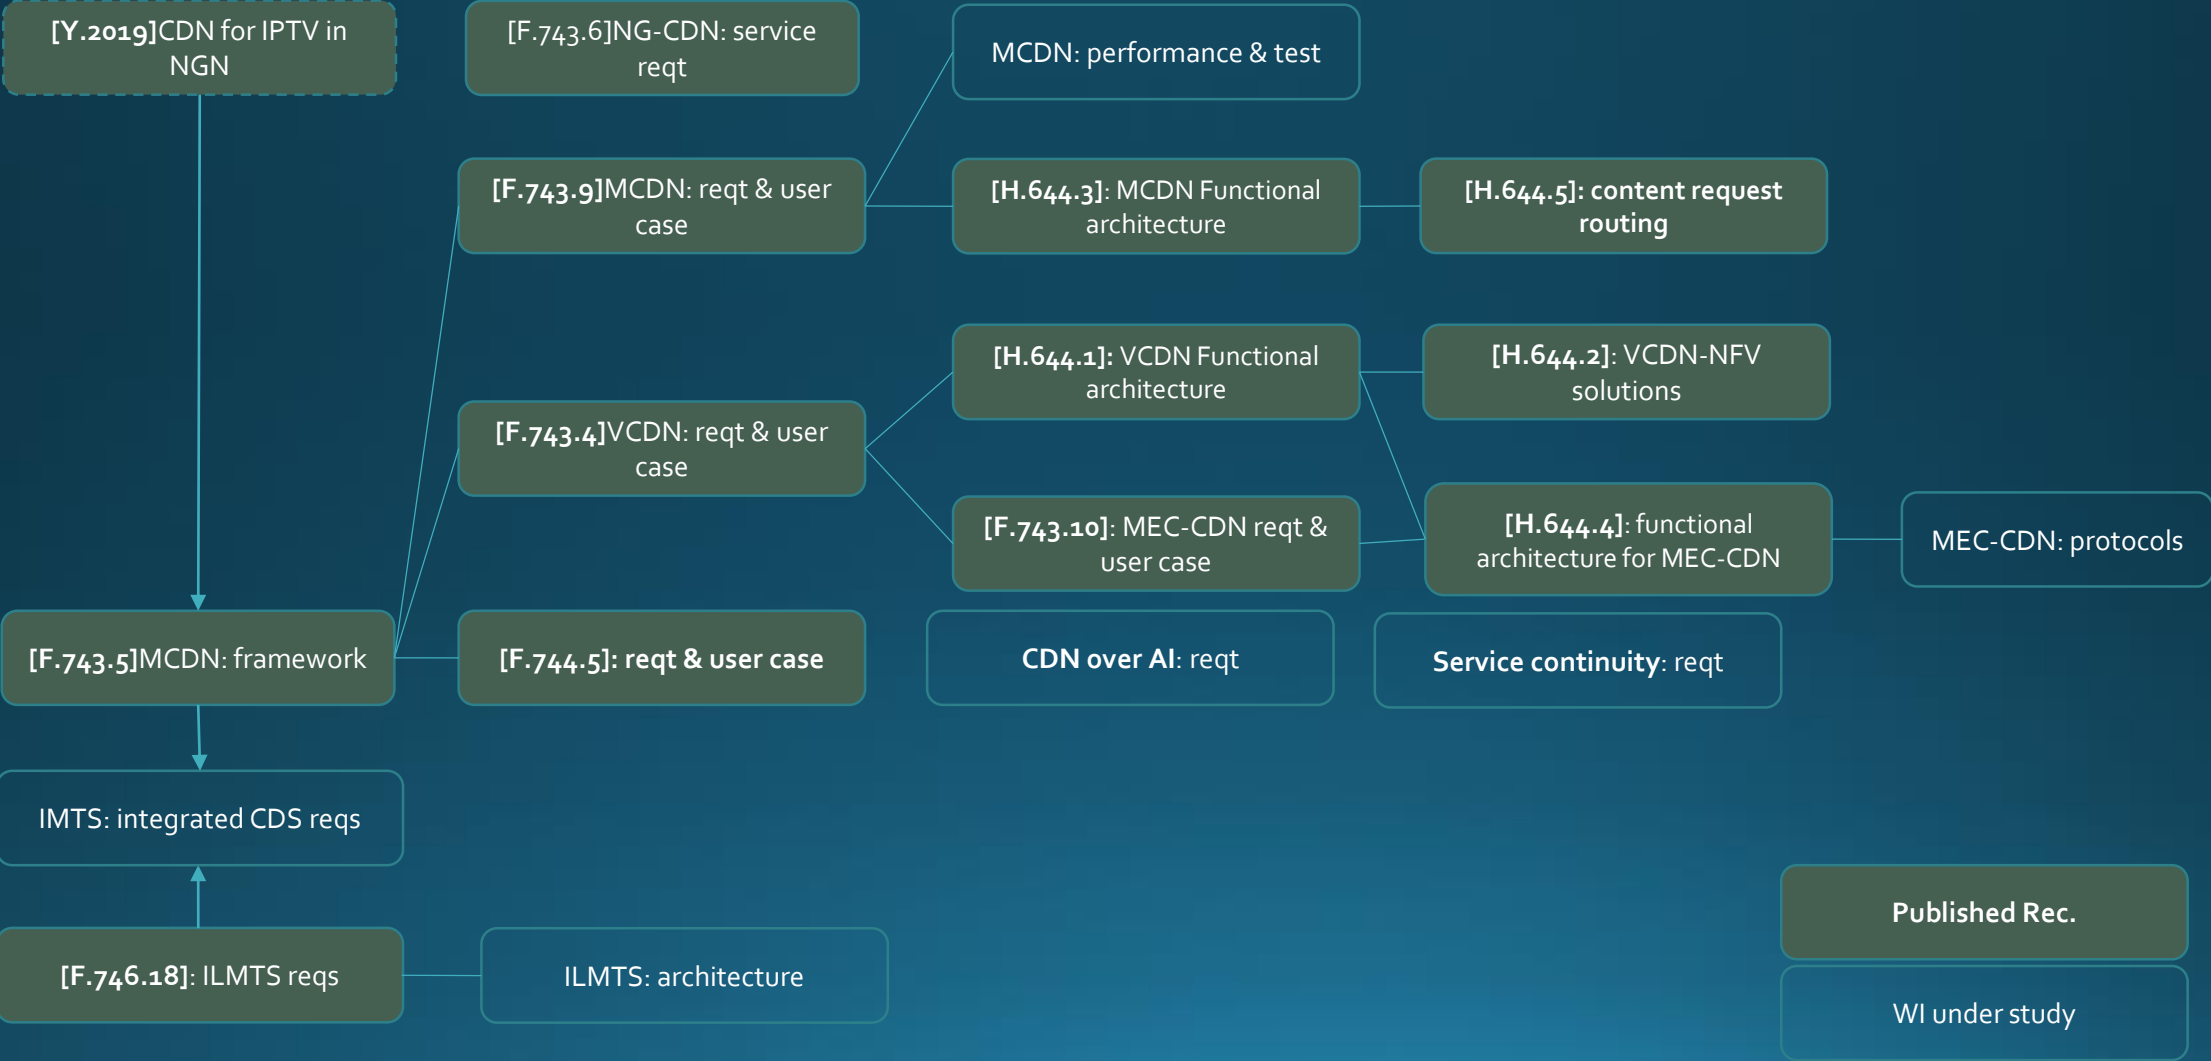 [Y.2019]CDN for IPTV in
NGN
[F.743.6]NG-CDN: service
reqt
MCDN: performance & test
[F.743.9]MCDN: reqt & user
case
[H.644.3]: MCDN Functional
architecture
[H.644.5]: content request
routing
[H.644.1]: VCDN Functional
architecture
[H.644.2]: VCDN-NFV
solutions
[F.743.4]VCDN: reqt & user
case
[F.743.10]: MEC-CDN reqt &
user case
[H.644.4]: functional
architecture for MEC-CDN
MEC-CDN: protocols
[F.743.5]MCDN: framework
[F.744.5]: reqt & user case
CDN over AI: reqt
Service continuity: reqt
IMTS: integrated CDS reqs
[F.746.18]: ILMTS reqs
ILMTS: architecture
Published Rec.
WI under study